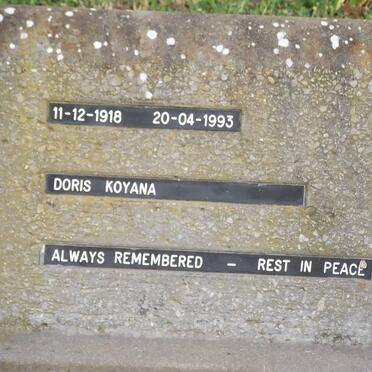 11-12-1918 20-04-1993
DORIS KOYANA
ALWAYS REMEMBERED – REST IN PEACE